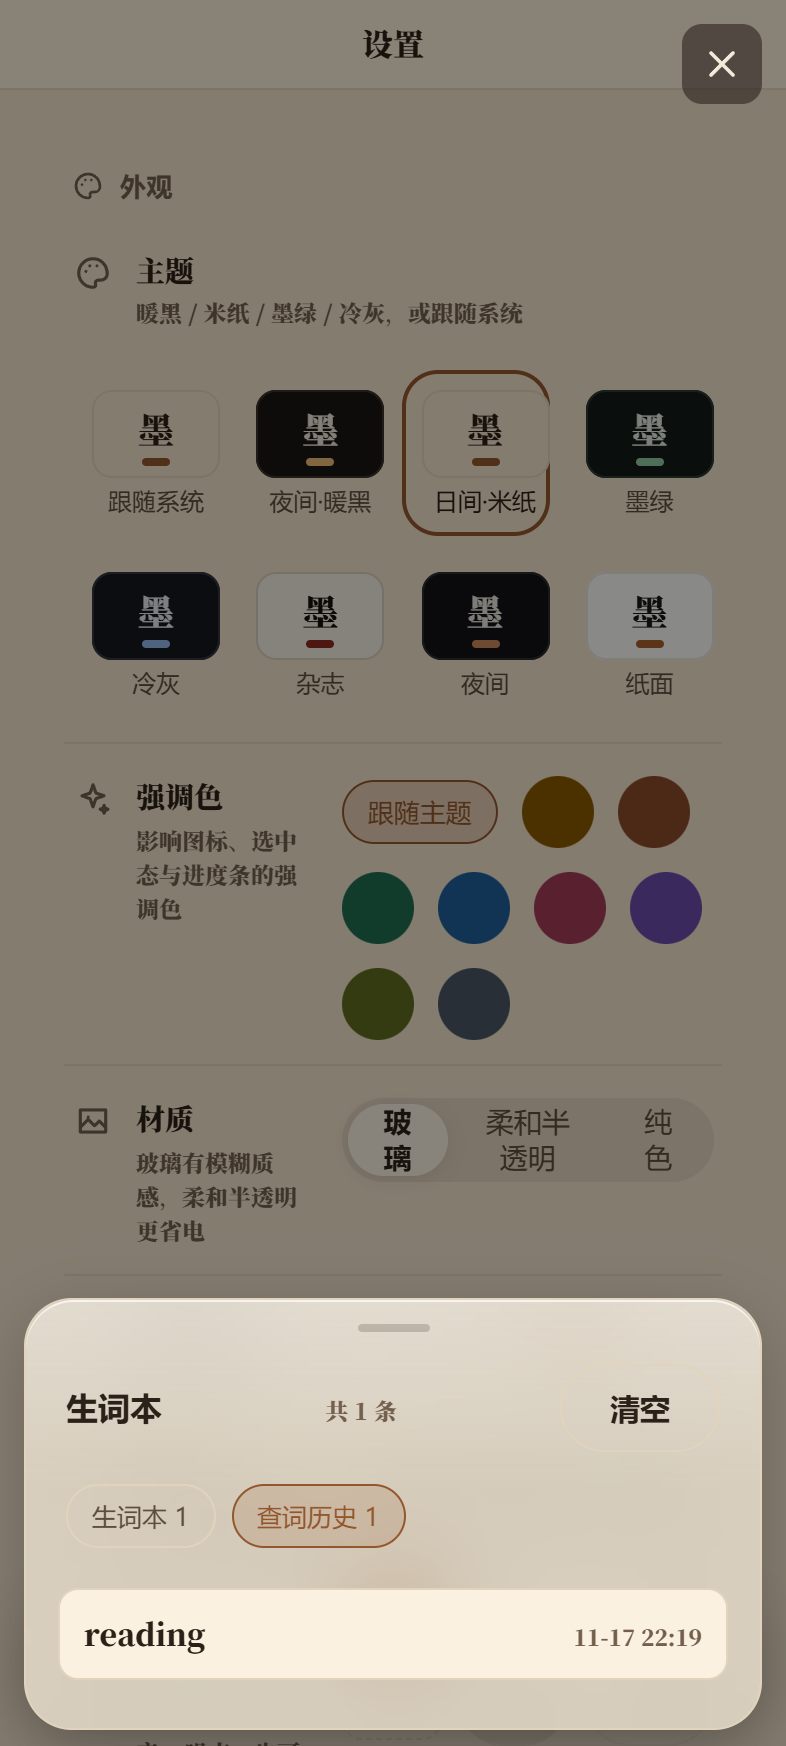 设置
外观
主题
暖黑 / 米纸 / 墨绿 / 冷灰，或跟随系统
墨 墨 墨 墨
跟随系统 夜间·暖黑 日间·米纸 墨绿
墨 墨 墨 墨
冷灰 杂志 夜间 纸面
强调色
影响图标、选中
态与进度条的强
调色
跟随主题
材质
玻璃有模糊质
感，柔和半透明
更省电
玻
璃
柔和半
透明
纯
色
生词本
共 1 条
清空
生词本 1
查词历史 1
reading
11-17 22:19